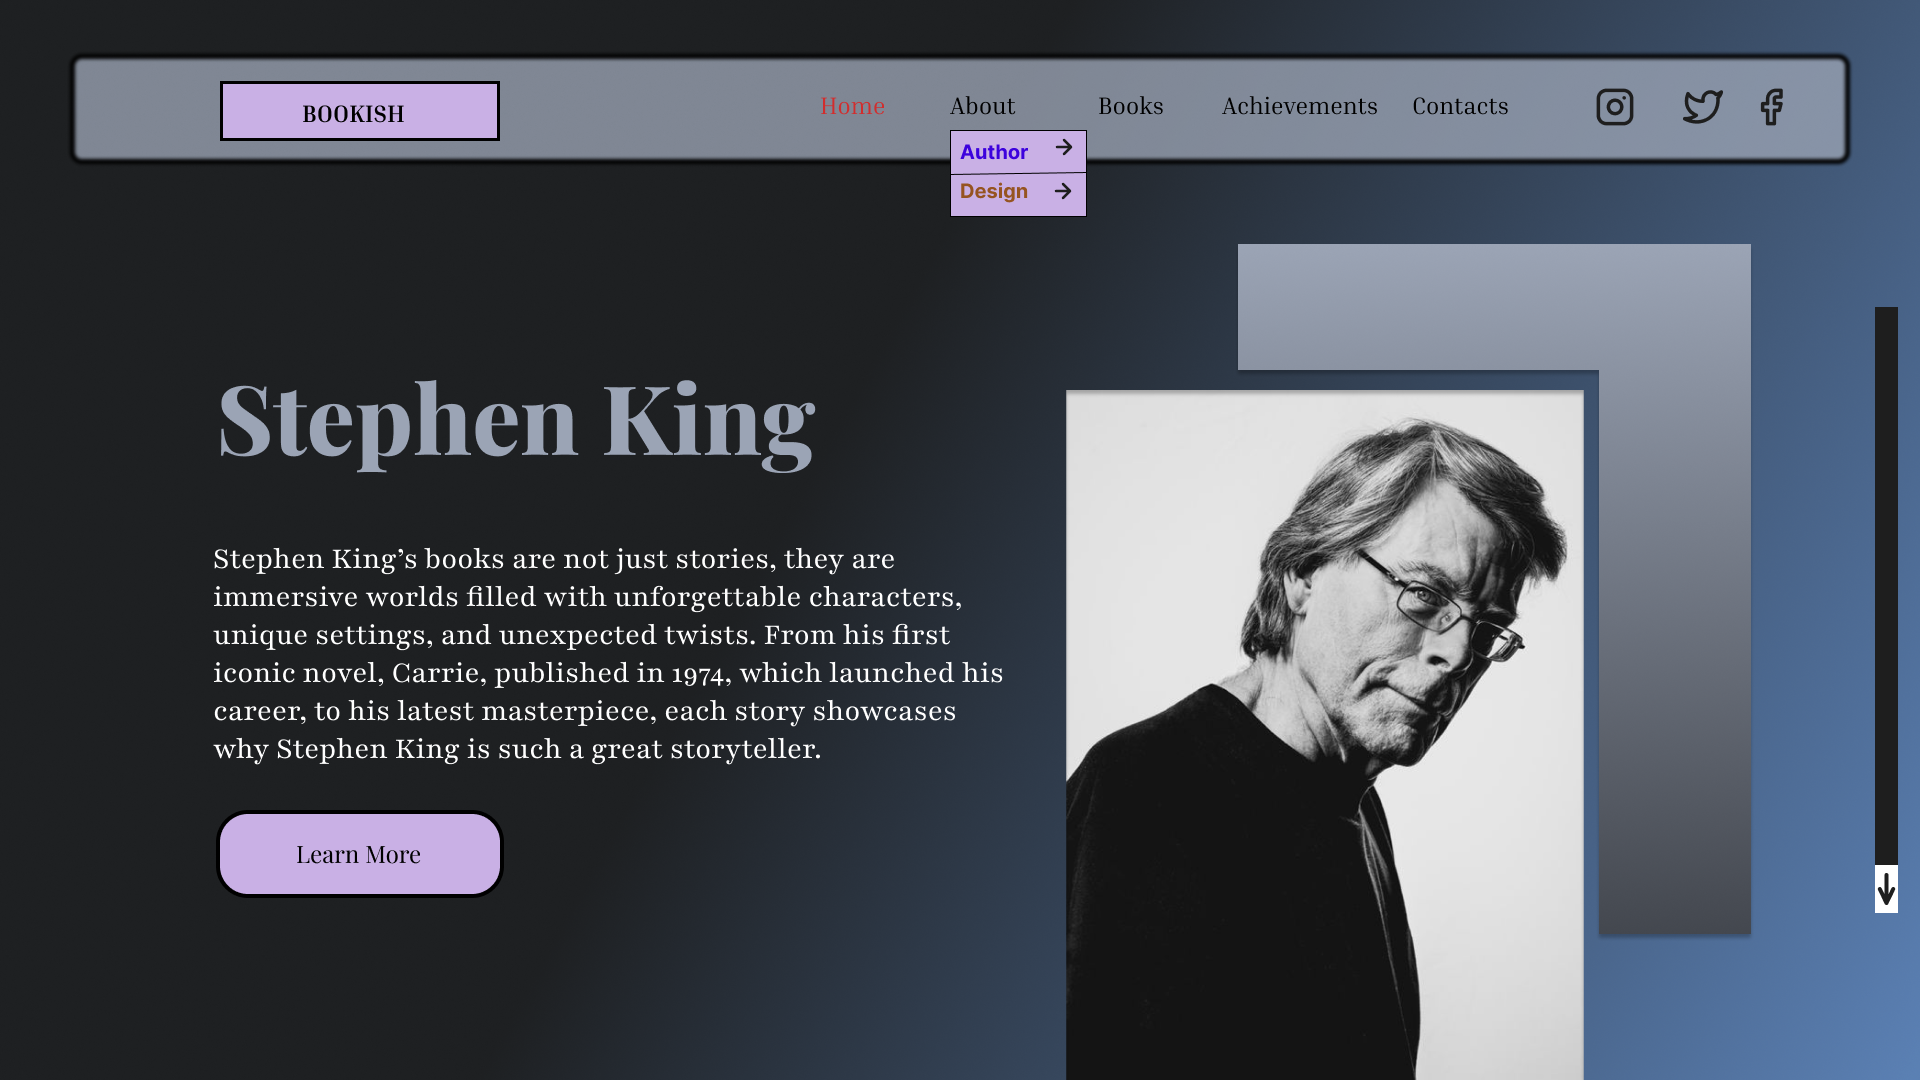 BOOKISH
Home About Books Achievements Contacts
Author
Design
Stephen King
Stephen King’s books are not just stories, they are
immersive worlds filled with unforgettable characters,
unique settings, and unexpected twists. From his first
iconic novel, Carrie, published in 1974, which launched his
career, to his latest masterpiece, each story showcases
why Stephen King is such a great storyteller.
Learn More